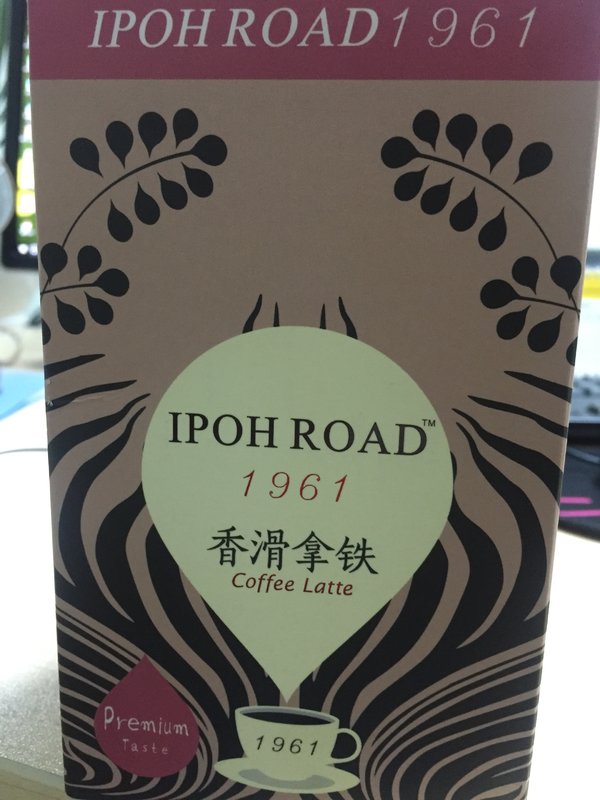 IPOH ROAD 1961
IPOH ROAD™
1961
香滑拿铁
Coffee Latte
Premium
Taste
1961